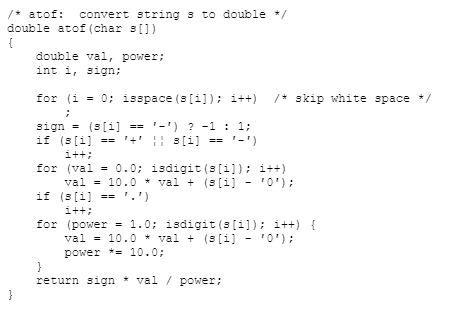 /* atof:  convert string s to double */
double atof(char s[])
{
    double val, power;
    int i, sign;

    for (i = 0; isspace(s[i]); i++)  /* skip white space */
        ;
    sign = (s[i] == '-') ? -1 : 1;
    if (s[i] == '+' || s[i] == '-')
        i++;
    for (val = 0.0; isdigit(s[i]); i++)
        val = 10.0 * val + (s[i] - '0');
    if (s[i] == '.')
        i++;
    for (power = 1.0; isdigit(s[i]); i++) {
        val = 10.0 * val + (s[i] - '0');
        power *= 10.0;
    }
    return sign * val / power;
}